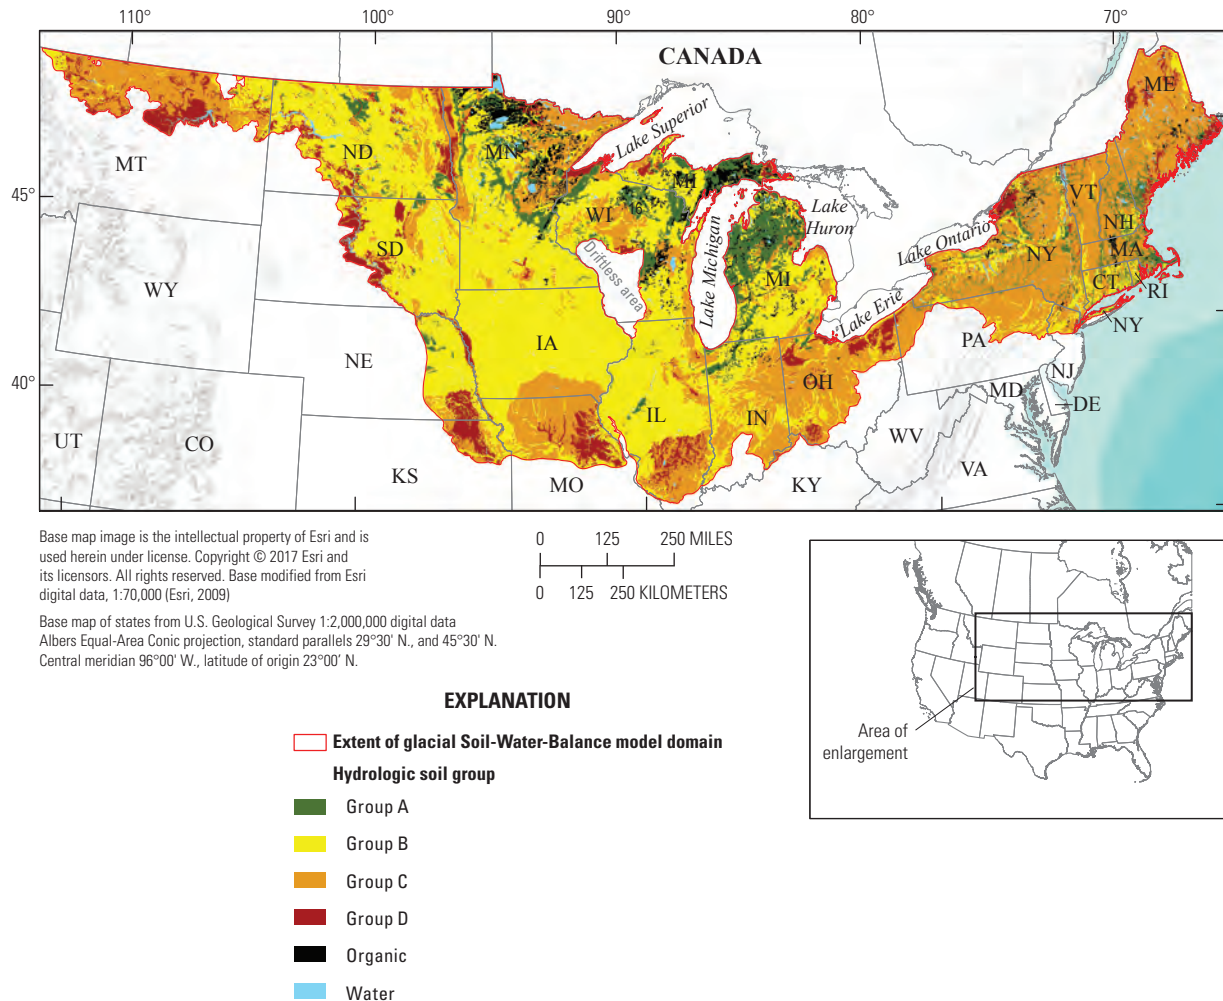 110°
100°
90°
80°
70°
CANADA
ME
Lake Superior
MT
ND
MN
MI
VT
45°
WI
16
Lake Huron
NH
Lake Ontario
SD
Driftless area
Lake Michigan
MI
NY
MA
WY
CT
RI
Lake Erie
NY
NE
IA
PA
40°
OH
NJ
MD
DE
IL
IN
UT
CO
WV
KS
MO
KY
VA
Base map image is the intellectual property of Esri and is
used herein under license. Copyright © 2017 Esri and
its licensors. All rights reserved. Base modified from Esri
digital data, 1:70,000 (Esri, 2009)
Base map of states from U.S. Geological Survey 1:2,000,000 digital data
Albers Equal-Area Conic projection, standard parallels 29°30' N., and 45°30' N.
Central meridian 96°00' W., latitude of origin 23°00' N.
0 125 250 MILES
0 125 250 KILOMETERS
Area of
enlargement
EXPLANATION
Extent of glacial Soil-Water-Balance model domain
Hydrologic soil group
Group A
Group B
Group C
Group D
Organic
Water